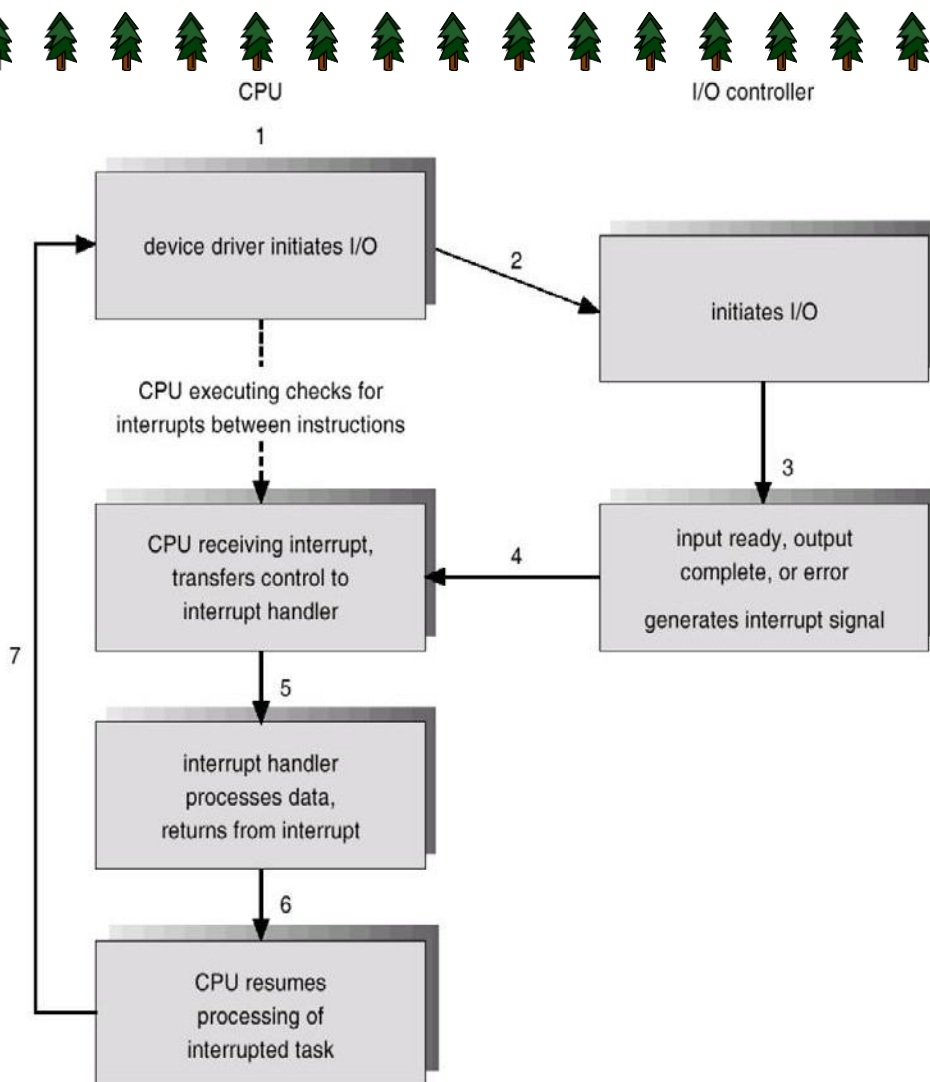 CPU
I/O controller
1
device driver initiates I/O
2
initiates I/O
CPU executing checks for
interrupts between instructions
3
CPU receiving interrupt,
transfers control to
interrupt handler
4
input ready, output
complete, or error
generates interrupt signal
7
5
interrupt handler
processes data,
returns from interrupt
6
CPU resumes
processing of
interrupted task